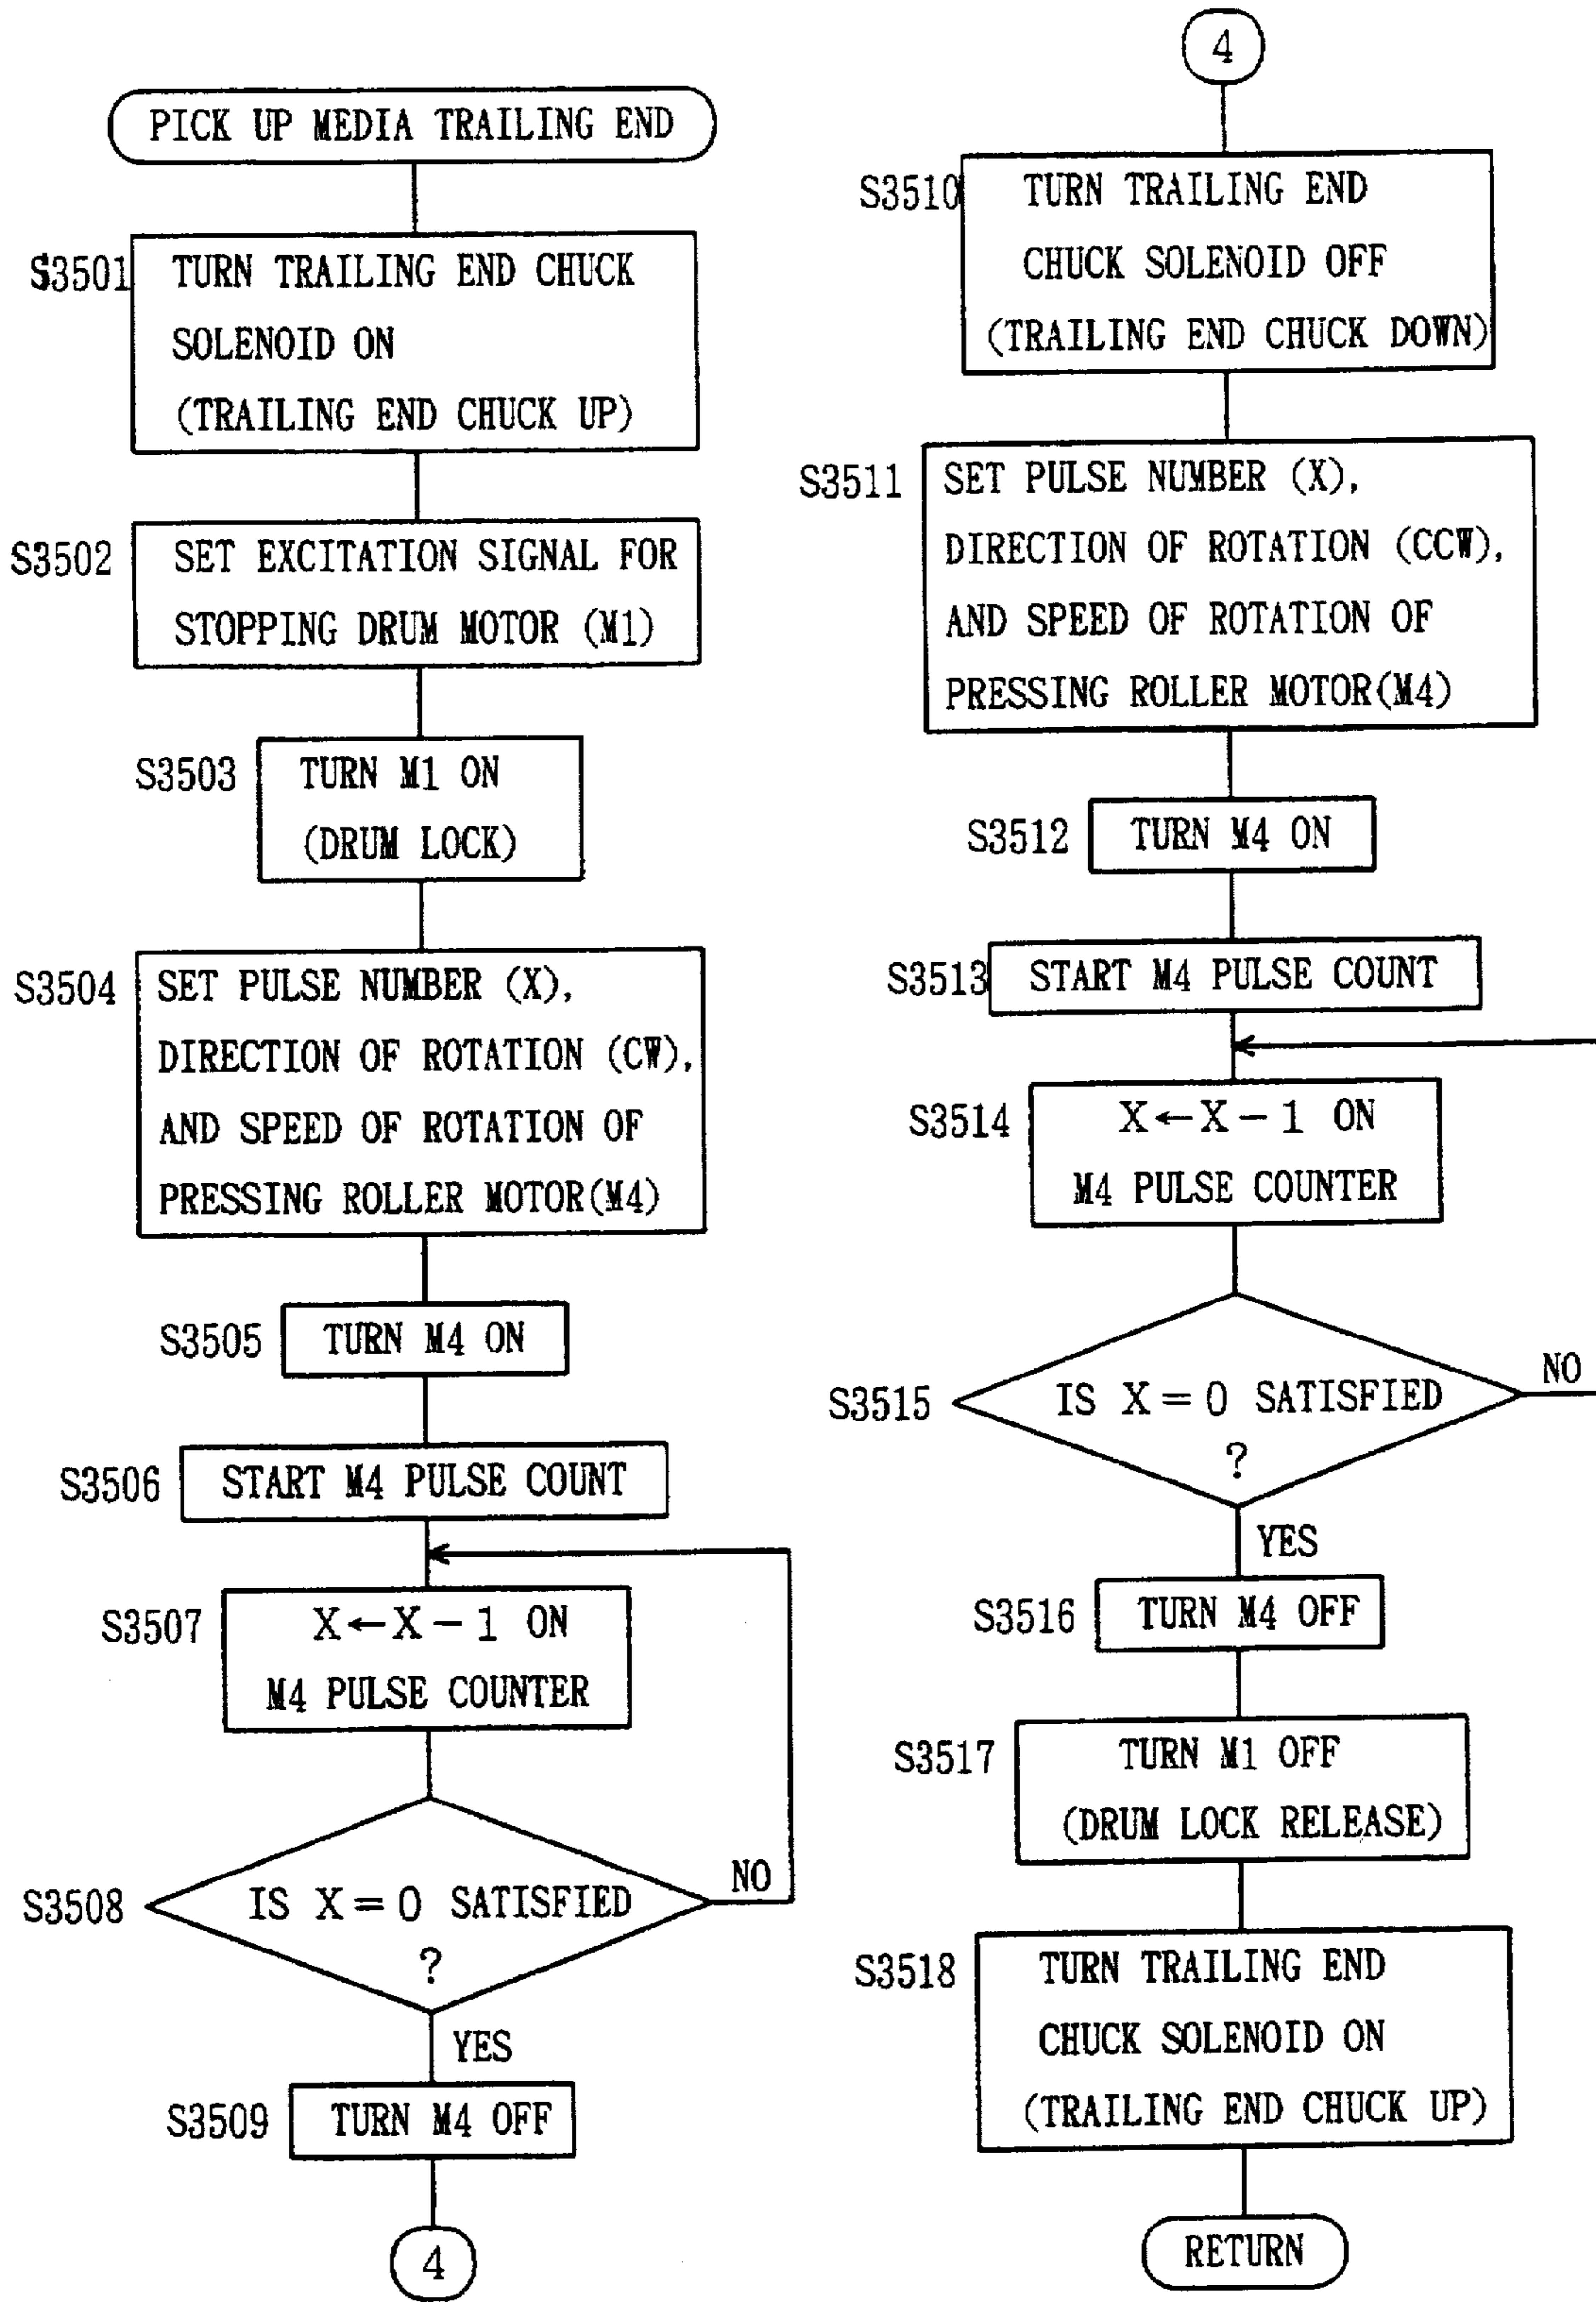 PICK UP MEDIA TRAILING END
S3501
TURN TRAILING END CHUCK
SOLENOID ON
(TRAILING END CHUCK UP)
S3502
SET EXCITATION SIGNAL FOR
STOPPING DRUM MOTOR (M1)
S3503
TURN M1 ON
(DRUM LOCK)
S3504
SET PULSE NUMBER (X),
DIRECTION OF ROTATION (CW),
AND SPEED OF ROTATION OF
PRESSING ROLLER MOTOR(M4)
S3505
TURN M4 ON
S3506
START M4 PULSE COUNT
S3507
X←X−1 ON
M4 PULSE COUNTER
S3508
IS X=0 SATISFIED
?
NO
YES
S3509
TURN M4 OFF
4
4
S3510
TURN TRAILING END
CHUCK SOLENOID OFF
(TRAILING END CHUCK DOWN)
S3511
SET PULSE NUMBER (X),
DIRECTION OF ROTATION (CCW),
AND SPEED OF ROTATION OF
PRESSING ROLLER MOTOR(M4)
S3512
TURN M4 ON
S3513
START M4 PULSE COUNT
S3514
X←X−1 ON
M4 PULSE COUNTER
S3515
IS X=0 SATISFIED
?
NO
YES
S3516
TURN M4 OFF
S3517
TURN M1 OFF
(DRUM LOCK RELEASE)
S3518
TURN TRAILING END
CHUCK SOLENOID ON
(TRAILING END CHUCK UP)
RETURN